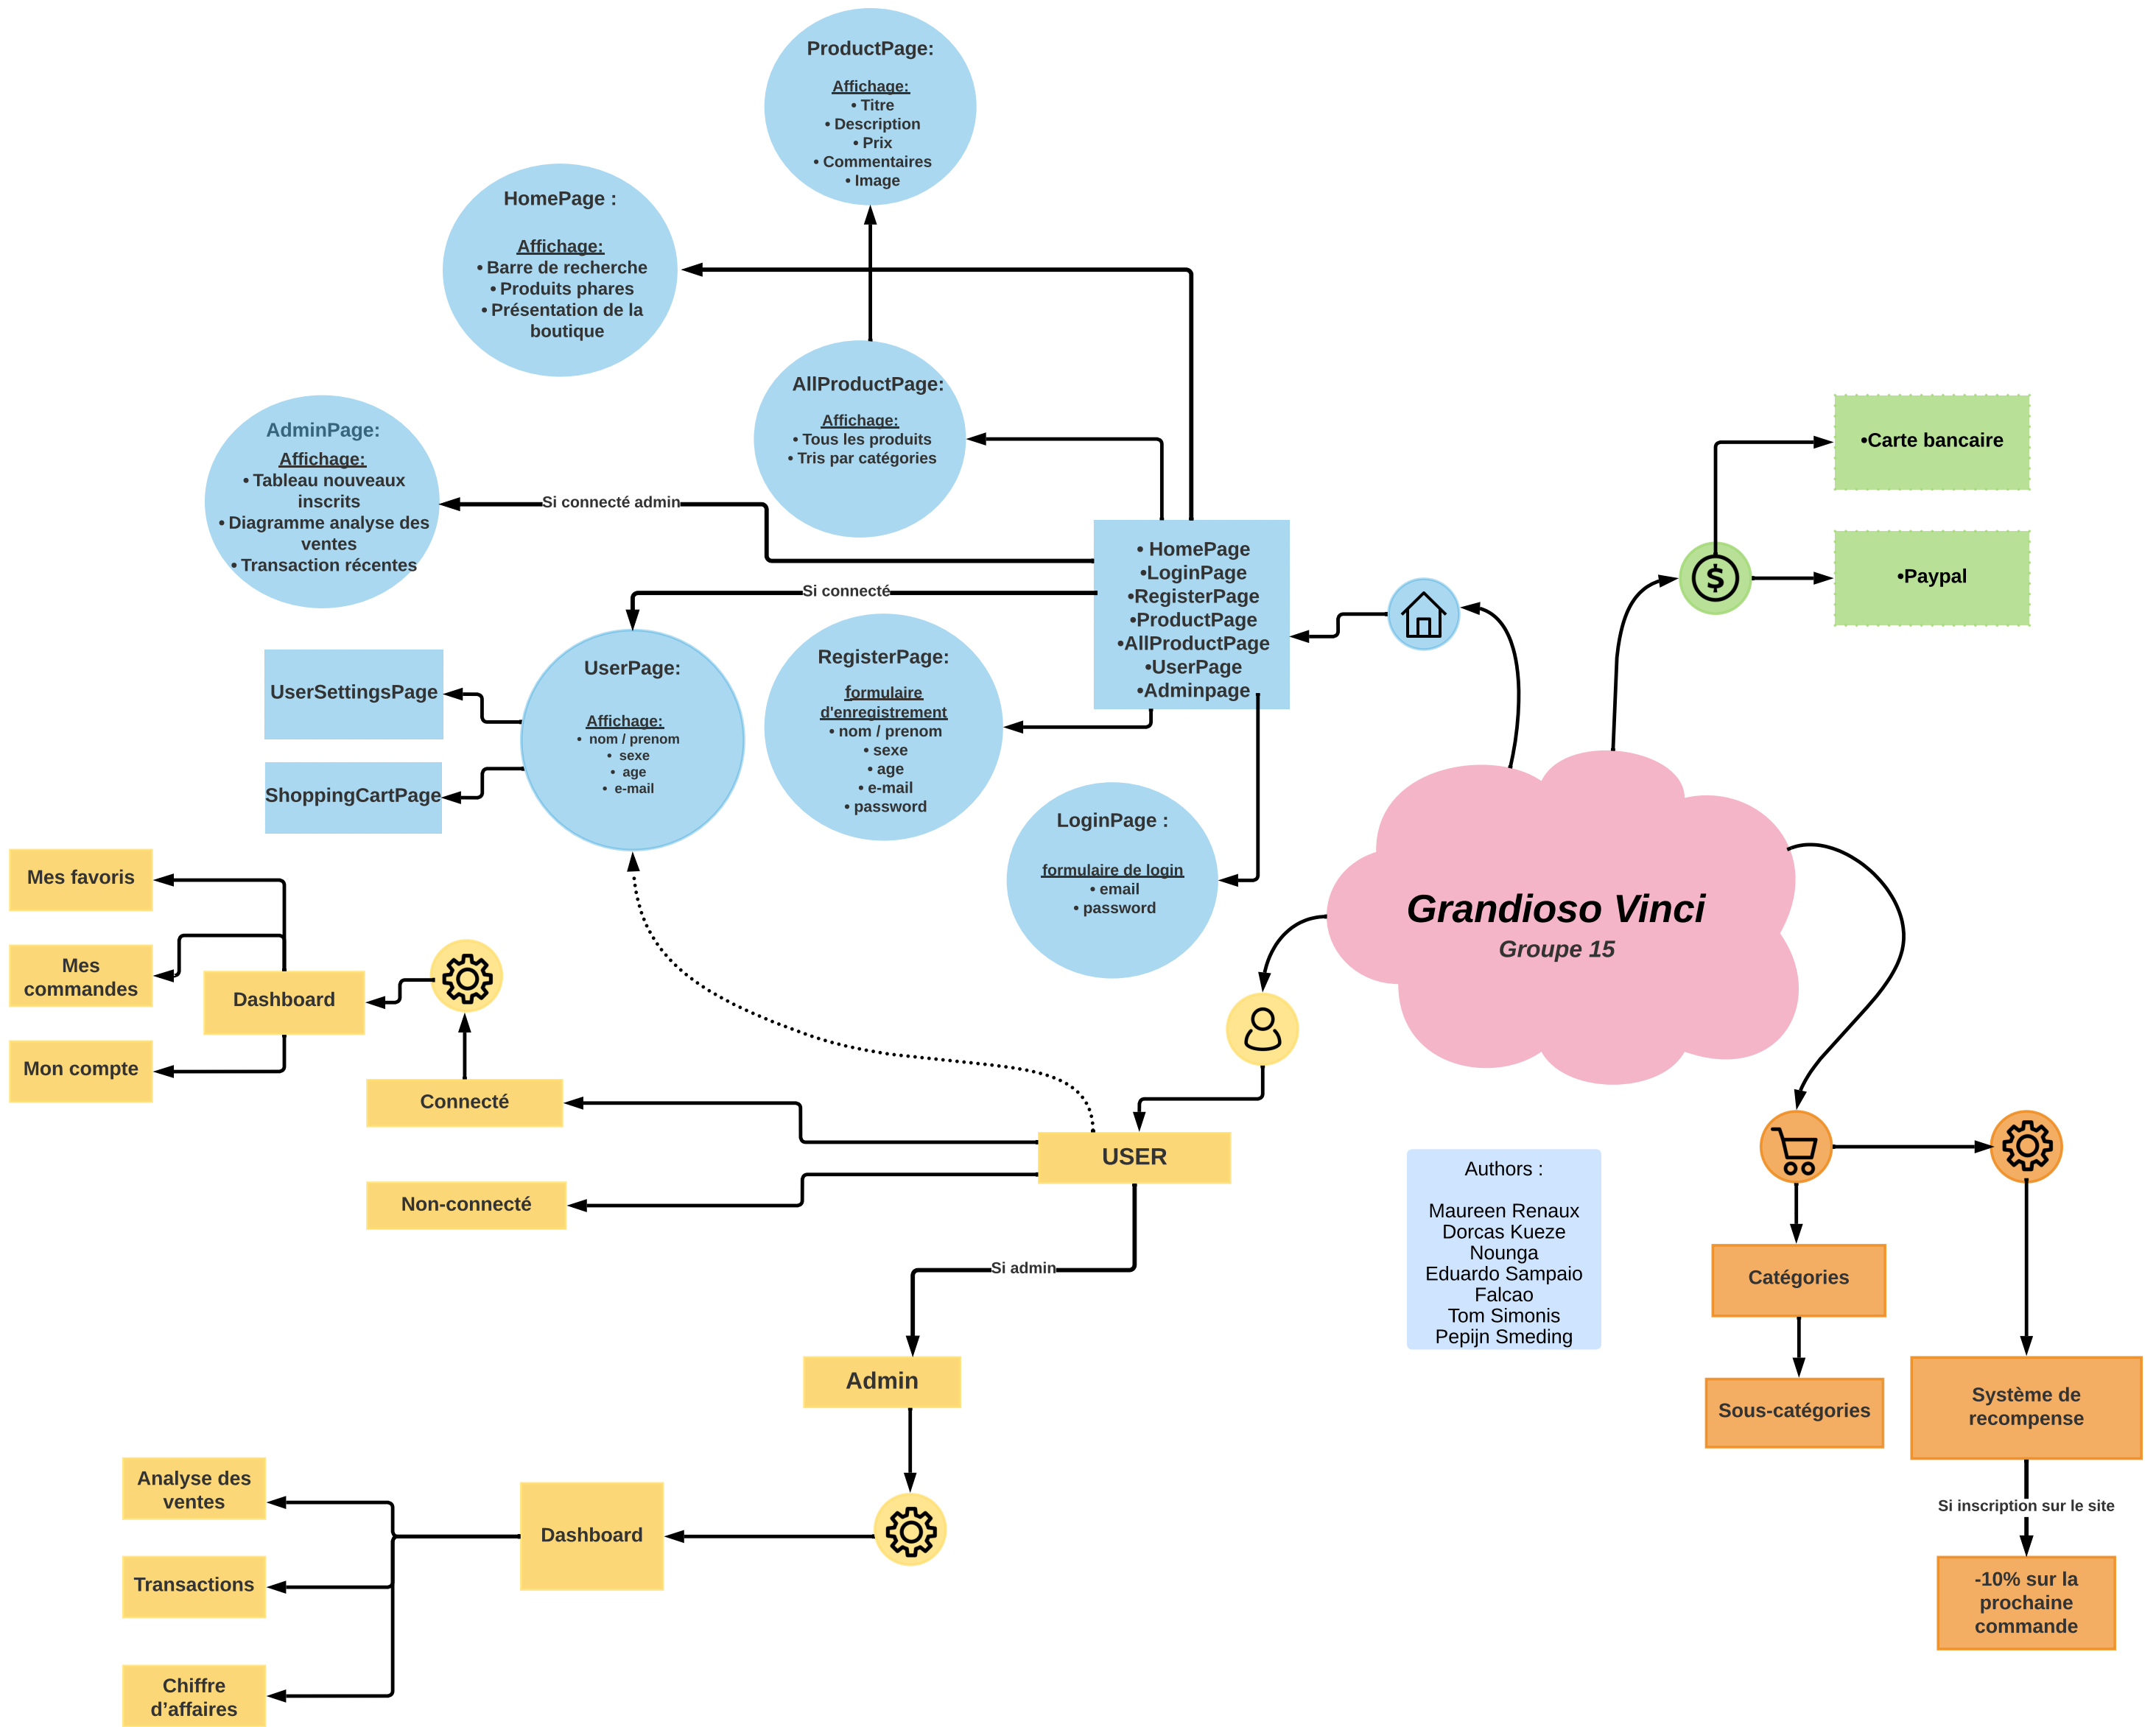 ProductPage:
Affichage:
• Titre
• Description
• Prix
• Commentaires
• Image
HomePage :
Affichage:
• Barre de recherche
• Produits phares
• Présentation de la
boutique
AllProductPage:
Affichage:
• Tous les produits
• Tris par catégories
AdminPage:
Affichage:
• Tableau nouveaux
inscrits
• Diagramme analyse des
ventes
• Transaction récentes
Si connecté admin
Si connecté
• HomePage
•LoginPage
•RegisterPage
•ProductPage
•AllProductPage
•UserPage
•Adminpage
$
•Carte bancaire
•Paypal
UserPage:
Affichage:
• nom / prenom
• sexe
• age
• e-mail
UserSettingsPage
ShoppingCartPage
RegisterPage:
formulaire
d'enregistrement
• nom / prenom
• sexe
• age
• e-mail
• password
LoginPage :
formulaire de login
• email
• password
Grandioso Vinci
Groupe 15
Mes favoris
Mes
commandes
Mon compte
Dashboard
Connecté
Non-connecté
USER
Si admin
Admin
Dashboard
Analyse des
ventes
Transactions
Chiffre
d’affaires
Authors :
Maureen Renaux
Dorcas Kueze
Nounga
Eduardo Sampaio
Falcao
Tom Simonis
Pepijn Smeding
Catégories
Sous-catégories
Système de
recompense
Si inscription sur le site
-10% sur la
prochaine
commande